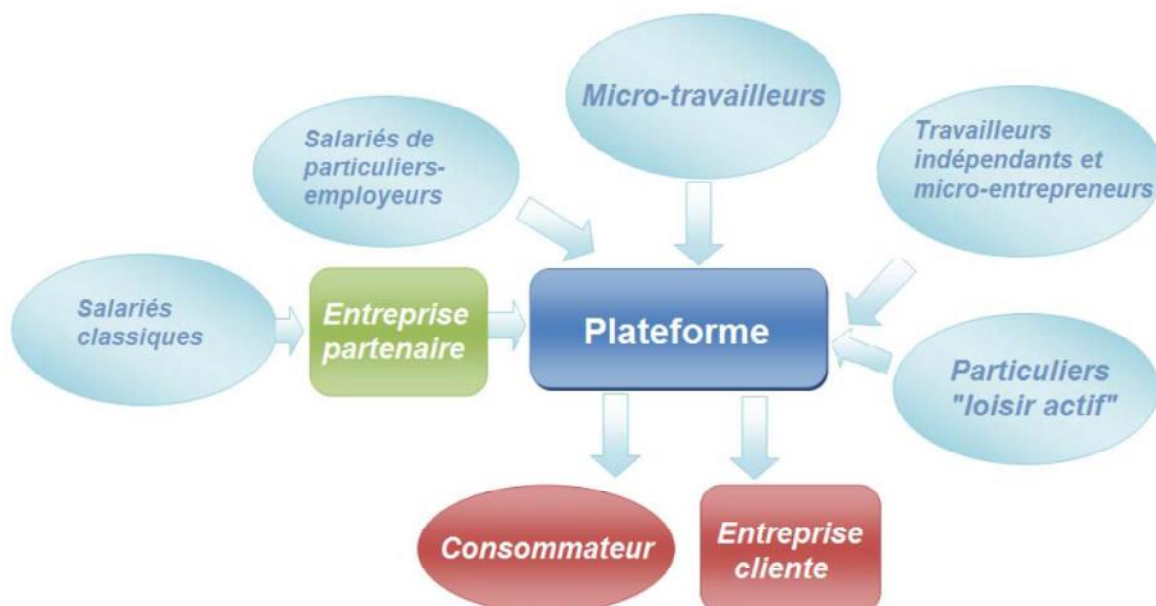 Micro-travailleurs
Salariés de
particuliers-
employeurs
Travailleurs
indépendants et
micro-entrepreneurs
Salariés
classiques
Entreprise
partenaire
Plateforme
Particuliers
"loisir actif"
Consommateur
Entreprise
cliente